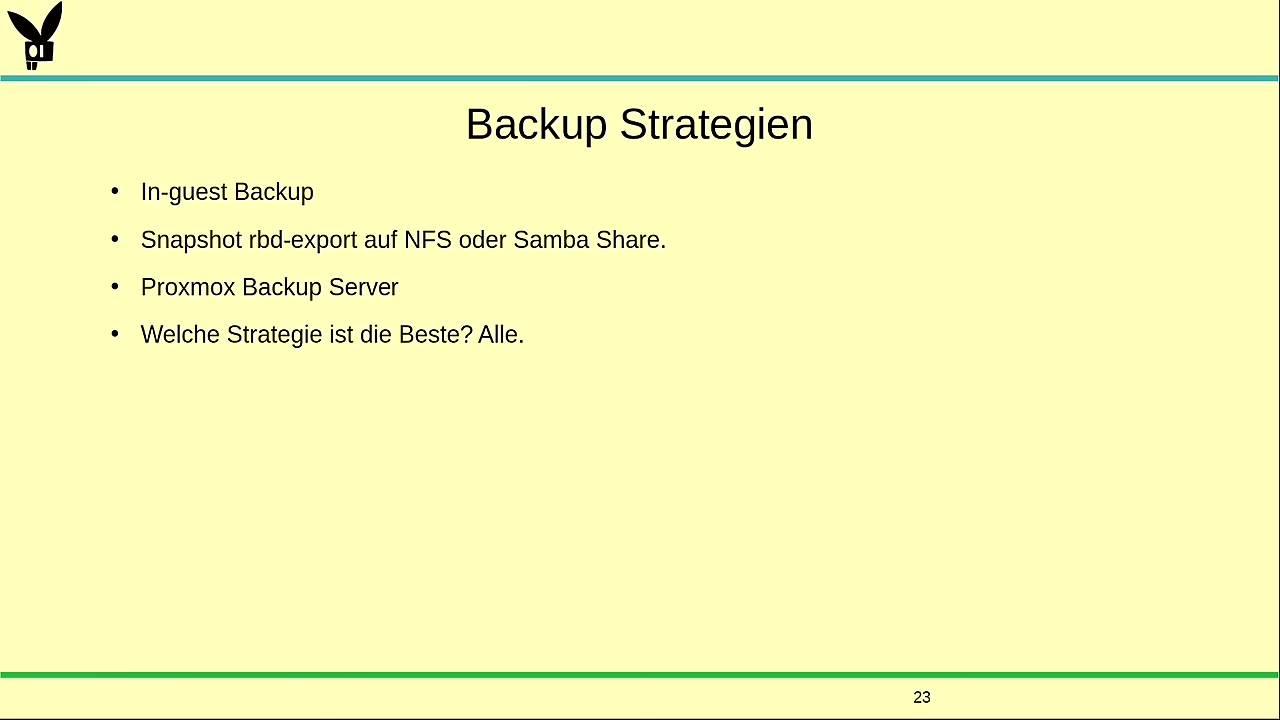 Backup Strategien
• In-guest Backup
• Snapshot rbd-export auf NFS oder Samba Share.
• Proxmox Backup Server
• Welche Strategie ist die Beste? Alle.
23